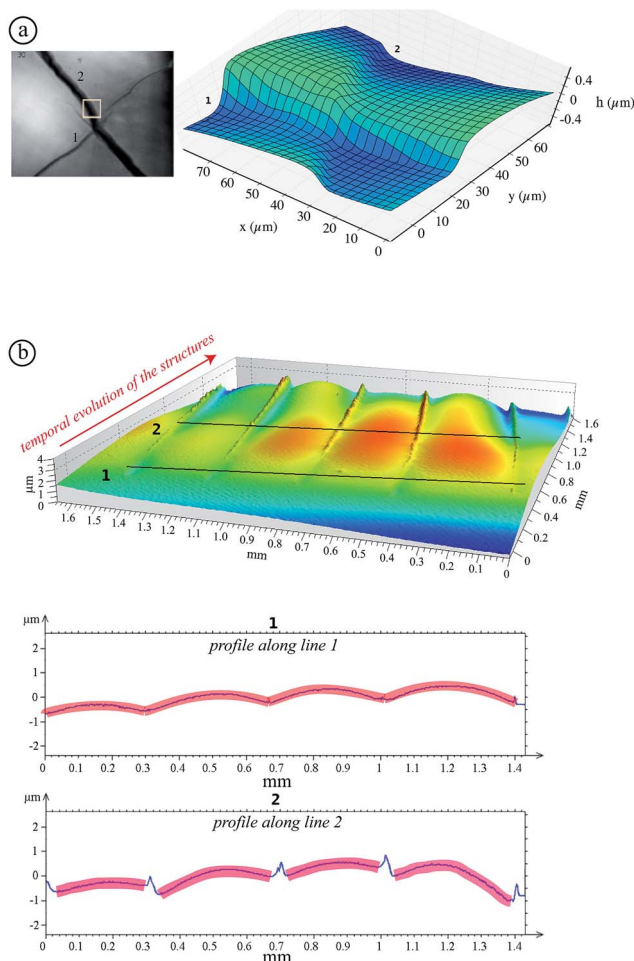 a
30
2
1
2
1
0.4
0
-0.4
h (µm)
60
50
40
30
20
10
0
y (µm)
70
60
50
40
30
20
10
0
x (µm)
b
temporal evolution of the structures
2
1
4
3
2
1
0
µm
1.6 1.5 1.4 1.3 1.2 1.1 1.0 0.9 0.8 0.7 0.6 0.5 0.4 0.3 0.2 0.1 0
mm
1.6
1.4
1.2
1.0
0.8
0.6
0.4
0.2
0
mm
µm
1
profile along line 1
2
1
0
-1
-2
0 0.1 0.2 0.3 0.4 0.5 0.6 0.7 0.8 0.9 1 1.1 1.2 1.3 1.4
mm
µm
2
profile along line 2
2
1
0
-1
-2
0 0.1 0.2 0.3 0.4 0.5 0.6 0.7 0.8 0.9 1 1.1 1.2 1.3 1.4
mm